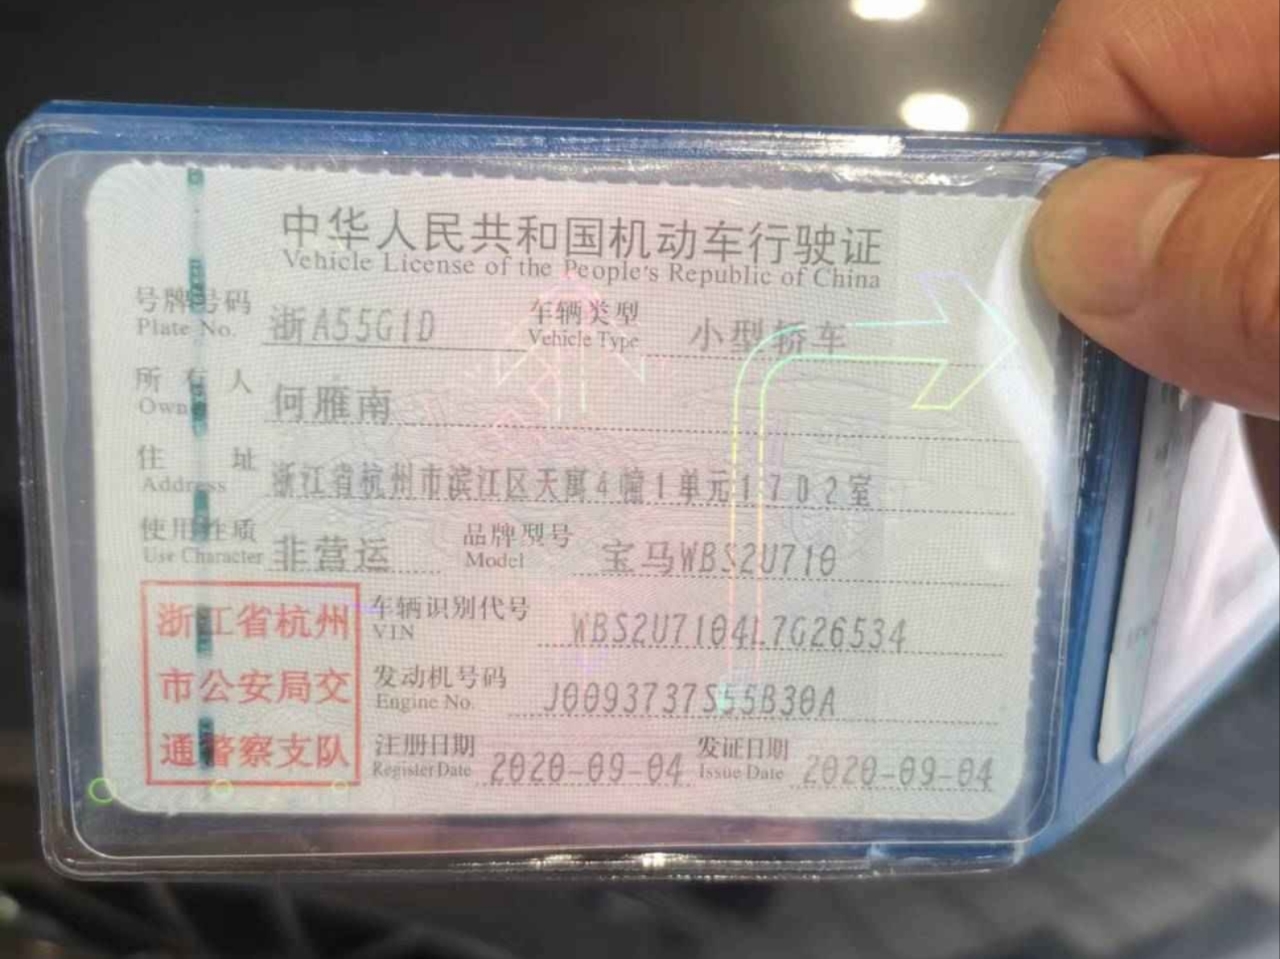 中华人民共和国机动车行驶证
Vehicle License of the People's Republic of China
号牌号码 浙A55G1D 车辆类型 小型轿车
Plate No. Vehicle Type
所有人 何雁南
Owner
住址 浙江省杭州市滨江区天寓4幢1单元1702室
Address
使用性质 非营运 品牌型号 宝马WBS2U710
Use Character Model
浙江省杭州 车辆识别代号 WBS2U7104L7G26534
VIN
市公安局交 发动机号码 J0093737S55B30A
Engine No.
通警察支队 注册日期 2020-09-04 发证日期 2020-09-04
Register Date Issue Date